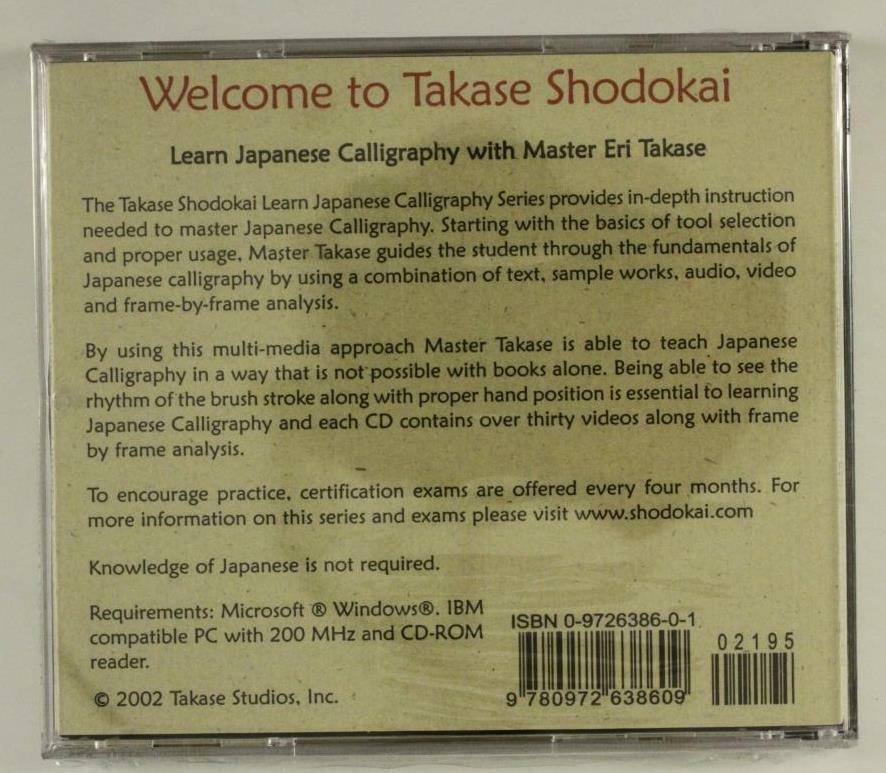 Welcome to Takase Shodokai
Learn Japanese Calligraphy with Master Eri Takase
The Takase Shodokai Learn Japanese Calligraphy Series provides in-depth instruction
needed to master Japanese Calligraphy. Starting with the basics of tool selection
and proper usage, Master Takase guides the student through the fundamentals of
Japanese calligraphy by using a combination of text, sample works, audio, video
and frame-by-frame analysis.
By using this multi-media approach Master Takase is able to teach Japanese
Calligraphy in a way that is not possible with books alone. Being able to see the
rhythm of the brush stroke along with proper hand position is essential to learning
Japanese Calligraphy and each CD contains over thirty videos along with frame
by frame analysis.
To encourage practice, certification exams are offered every four months. For
more information on this series and exams please visit www.shodokai.com
Knowledge of Japanese is not required.
Requirements: Microsoft ® Windows®. IBM
compatible PC with 200 MHz and CD-ROM
reader.
© 2002 Takase Studios, Inc.
ISBN 0-9726386-0-1
02195
9 780972 638609